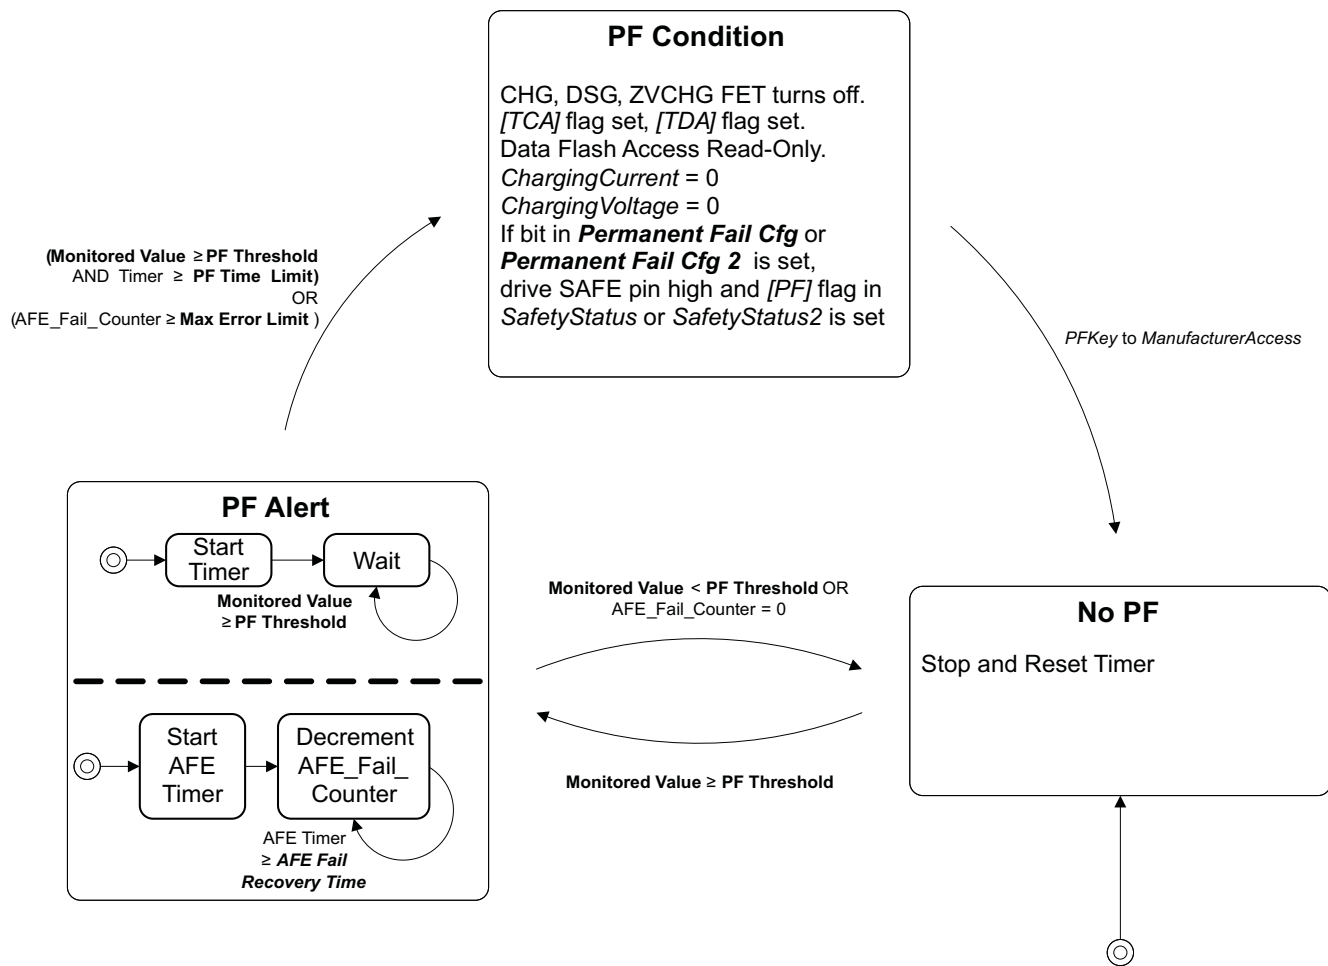 PF Condition
CHG, DSG, ZVCHG FET turns off.
[TCA] flag set, [TDA] flag set.
Data Flash Access Read-Only.
ChargingCurrent = 0
ChargingVoltage = 0
If bit in Permanent Fail Cfg or
Permanent Fail Cfg 2 is set,
drive SAFE pin high and [PF] flag in
SafetyStatus or SafetyStatus2 is set
(Monitored Value ≥ PF Threshold
AND Timer ≥ PF Time Limit)
OR
(AFE_Fail_Counter ≥ Max Error Limit )
PFKey to ManufacturerAccess
PF Alert
Start
Timer
Wait
Monitored Value
≥ PF Threshold
Start
AFE
Timer
Decrement
AFE_Fail_
Counter
AFE Timer
≥ AFE Fail
Recovery Time
Monitored Value < PF Threshold OR
AFE_Fail_Counter = 0
Monitored Value ≥ PF Threshold
No PF
Stop and Reset Timer